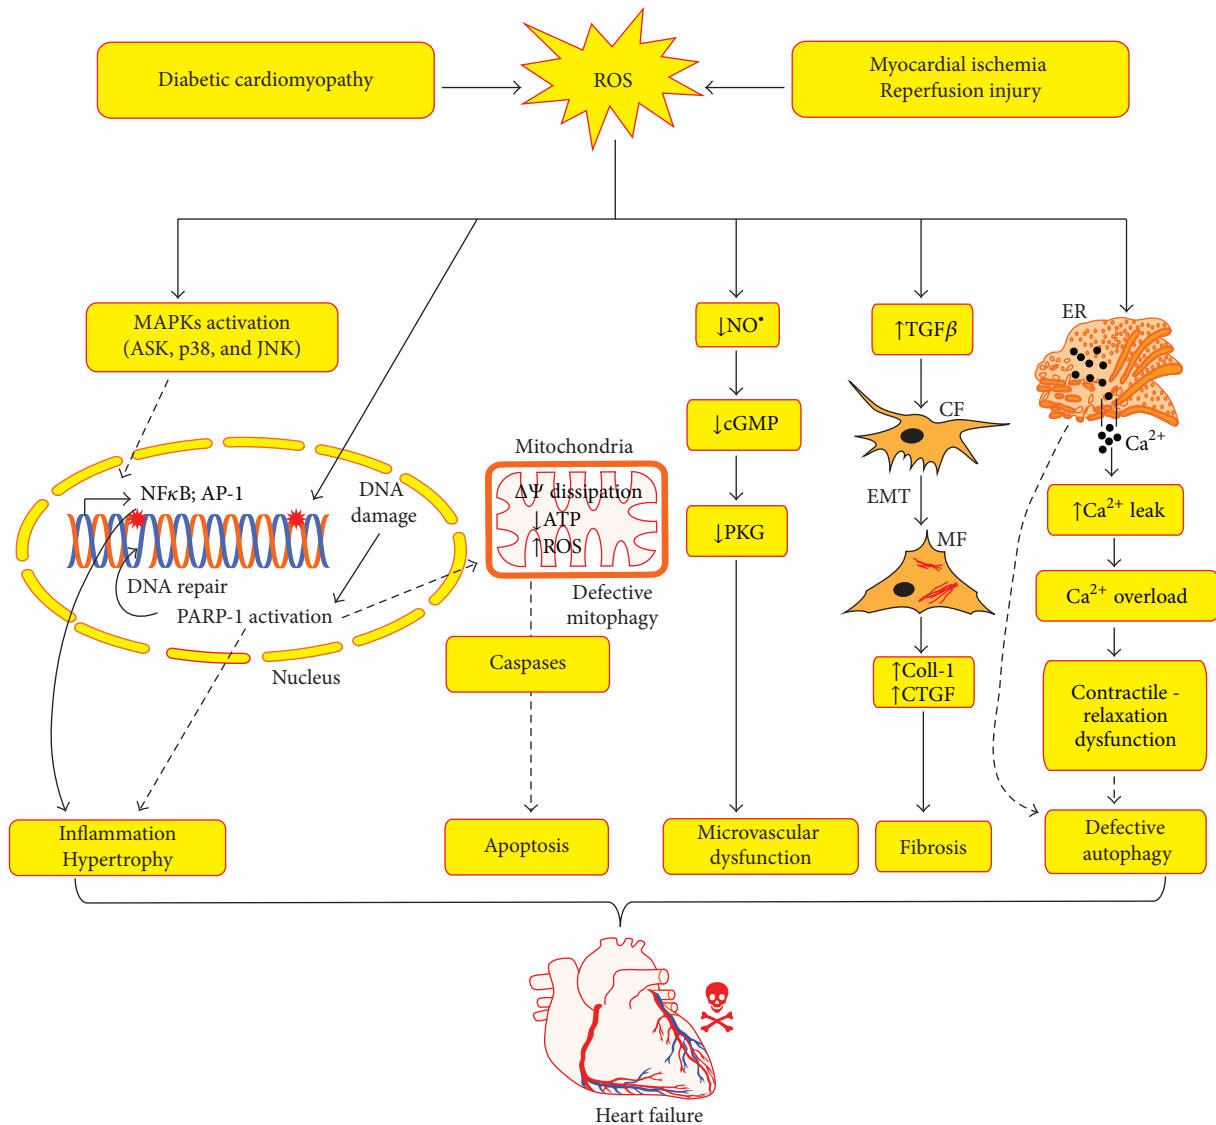 Diabetic cardiomyopathy
ROS
Myocardial ischemia
Reperfusion injury
MAPKs activation
(ASK, p38, and JNK)
↓NO•
↑TGFβ
ER
CF
↓cGMP
Ca²⁺
Mitochondria
NFκB; AP-1
DNA
damage
ΔΨ dissipation
↓ATP
↑ROS
EMT
↑Ca²⁺ leak
↓PKG
MF
DNA repair
PARP-1 activation
Defective
mitophagy
Ca²⁺ overload
Nucleus
Caspases
↑Coll-1
↑CTGF
Contractile -
relaxation
dysfunction
Inflammation
Hypertrophy
Apoptosis
Microvascular
dysfunction
Fibrosis
Defective
autophagy
Heart failure